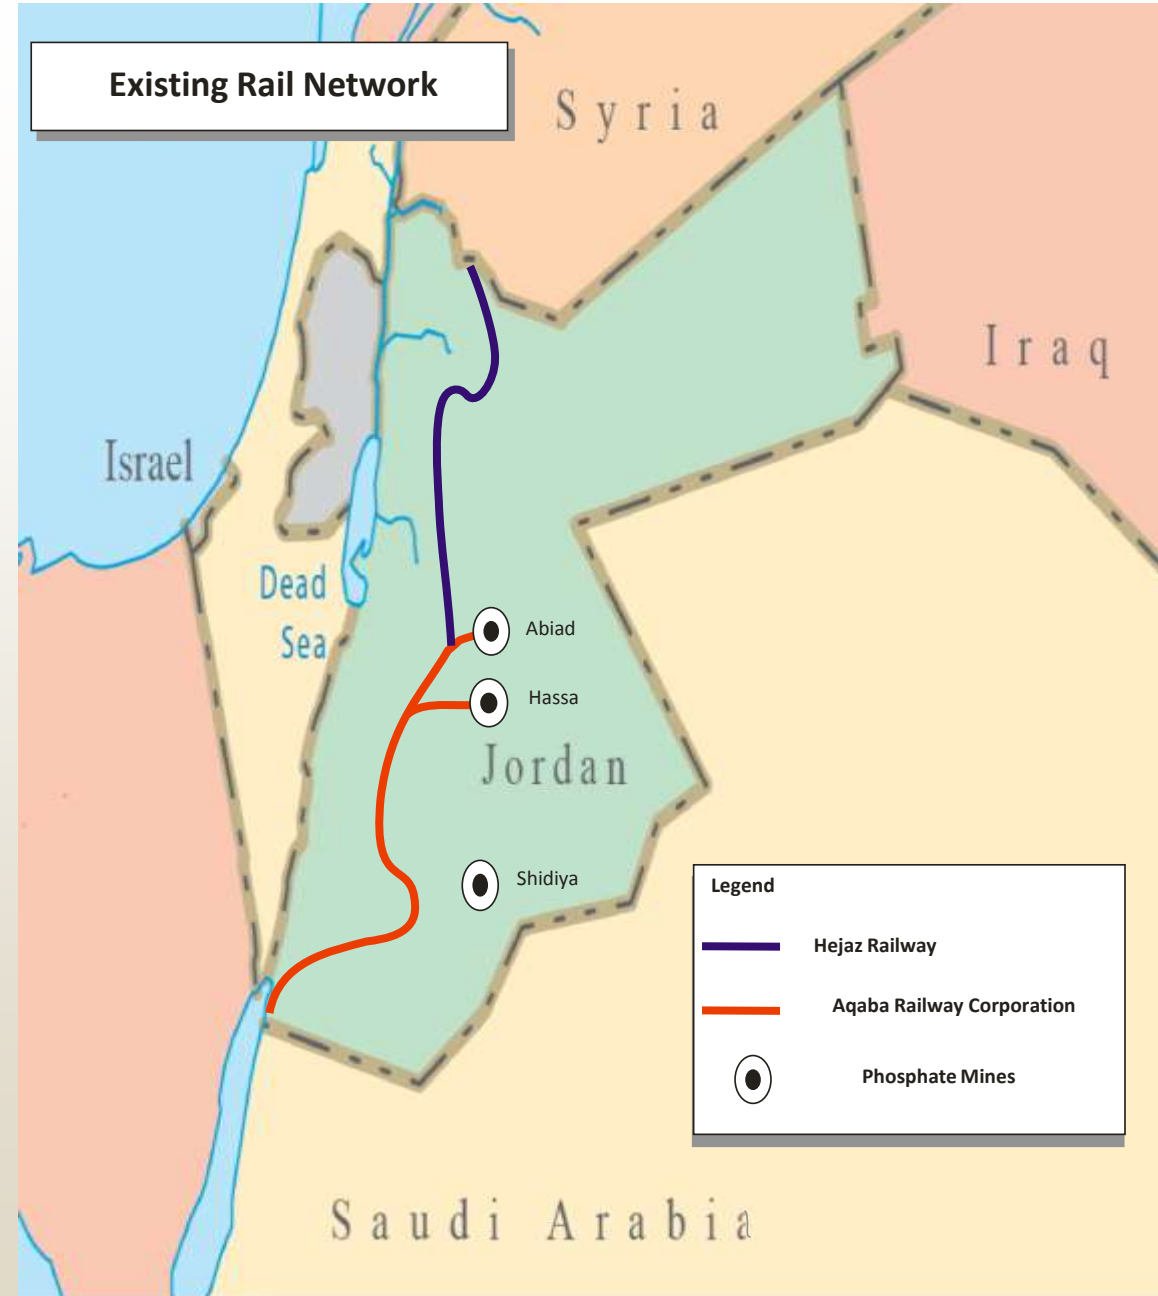 Existing Rail Network
Syria
Iraq
Israel
Dead
Sea
Abiad
Hassa
Jordan
Shidiya
Legend
Hejaz Railway
Aqaba Railway Corporation
Phosphate Mines
Saudi Arabia